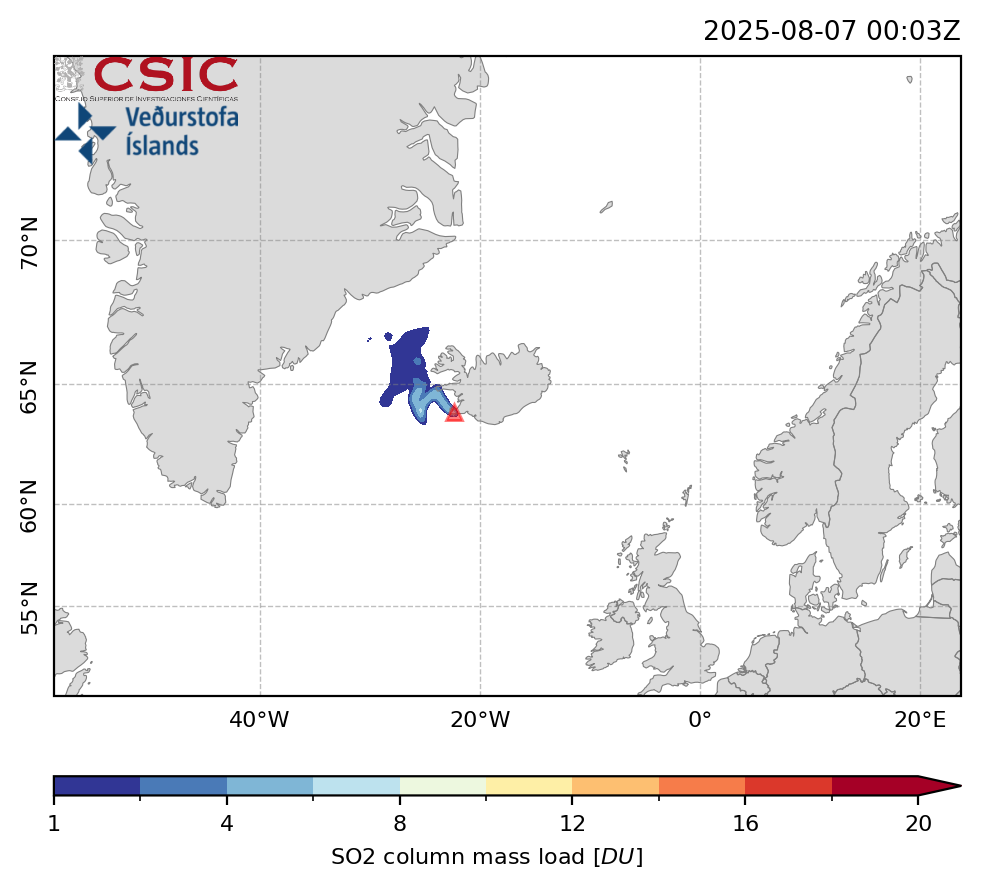 2025-08-07 00:03Z
CSIC
CONSEJO SUPERIOR DE INVESTIGACIONES CIENTÍFICAS
Veðurstofa
Íslands
70°N
65°N
60°N
55°N
40°W 20°W 0° 20°E
1 4 8 12 16 20
SO2 column mass load [DU]